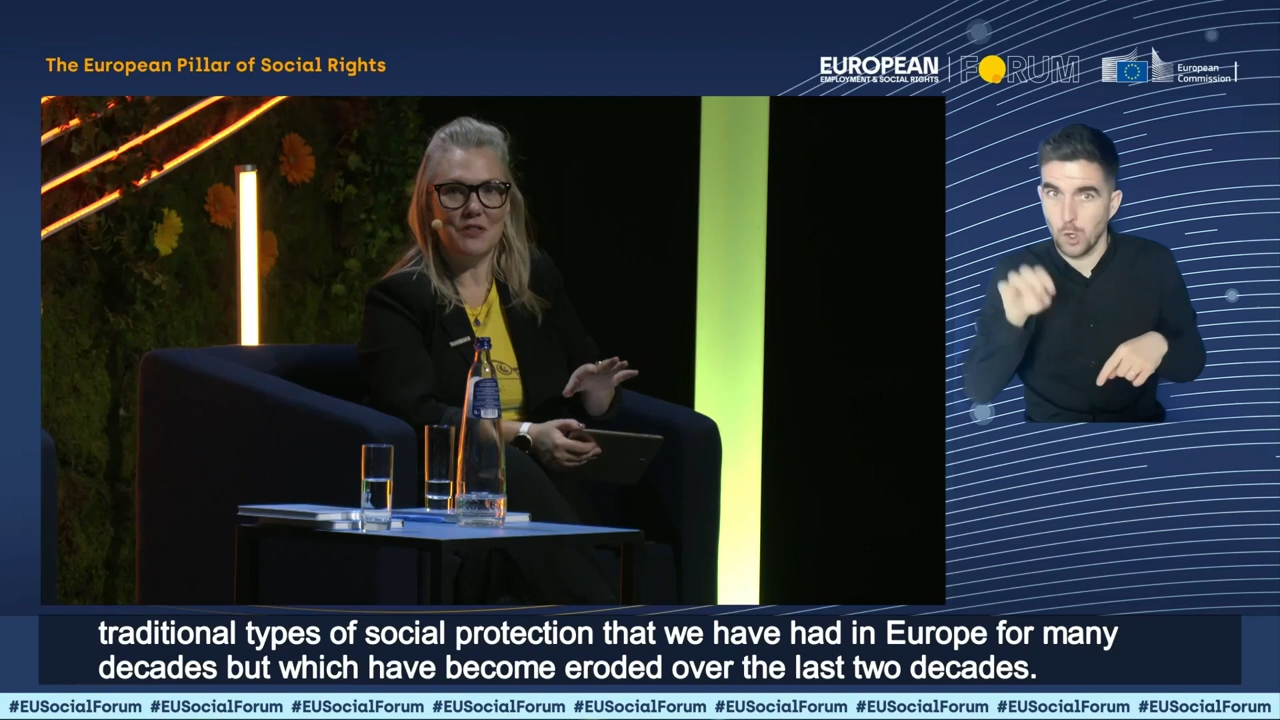 The European Pillar of Social Rights
EUROPEAN
EMPLOYMENT & SOCIAL RIGHTS
FORUM
European
Commission
traditional types of social protection that we have had in Europe for many
decades but which have become eroded over the last two decades.
#EUSocialForum #EUSocialForum #EUSocialForum #EUSocialForum #EUSocialForum #EUSocialForum #EUSocialForum #EUSocialForum #EUSocialForum